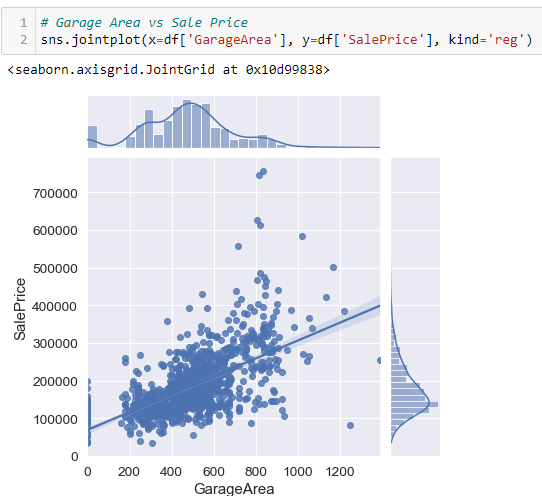 1 # Garage Area vs Sale Price
2 sns.jointplot(x=df['GarageArea'], y=df['SalePrice'], kind='reg')
<seaborn.axisgrid.JointGrid at 0x10d99838>
700000
600000
500000
400000
300000
200000
100000
0
SalePrice
0 200 400 600 800 1000 1200
GarageArea